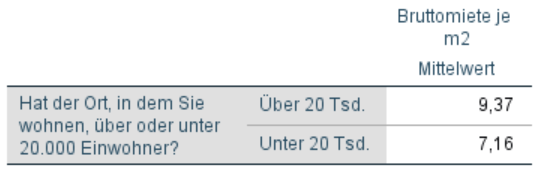 Bruttomiete je
m2
Mittelwert
Hat der Ort, in dem Sie
wohnen, über oder unter
20.000 Einwohner?
Über 20 Tsd.
9,37
Unter 20 Tsd.
7,16